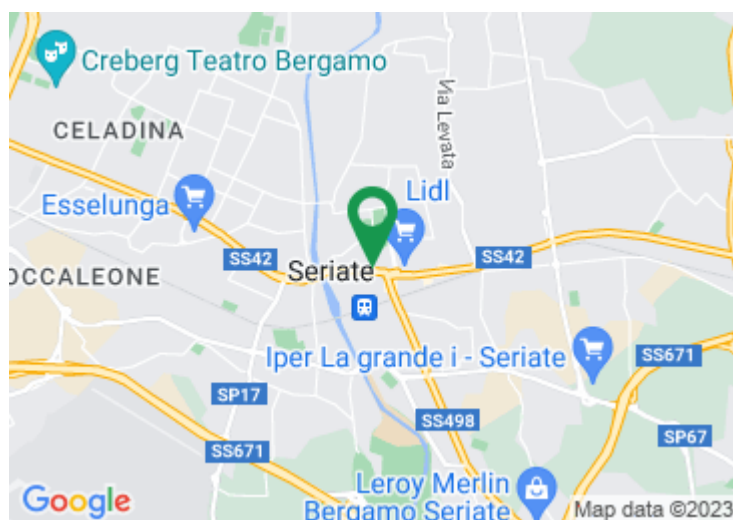 Creberg Teatro Bergamo
CELADINA
Via Levata
Esselunga
Lidl
SS42
SS42
Seriate
OCCALEONE
Iper La grande i - Seriate
SS671
SP17
SS498
SP67
SS671
Leroy Merlin
Bergamo Seriate
Google
Map data ©2023